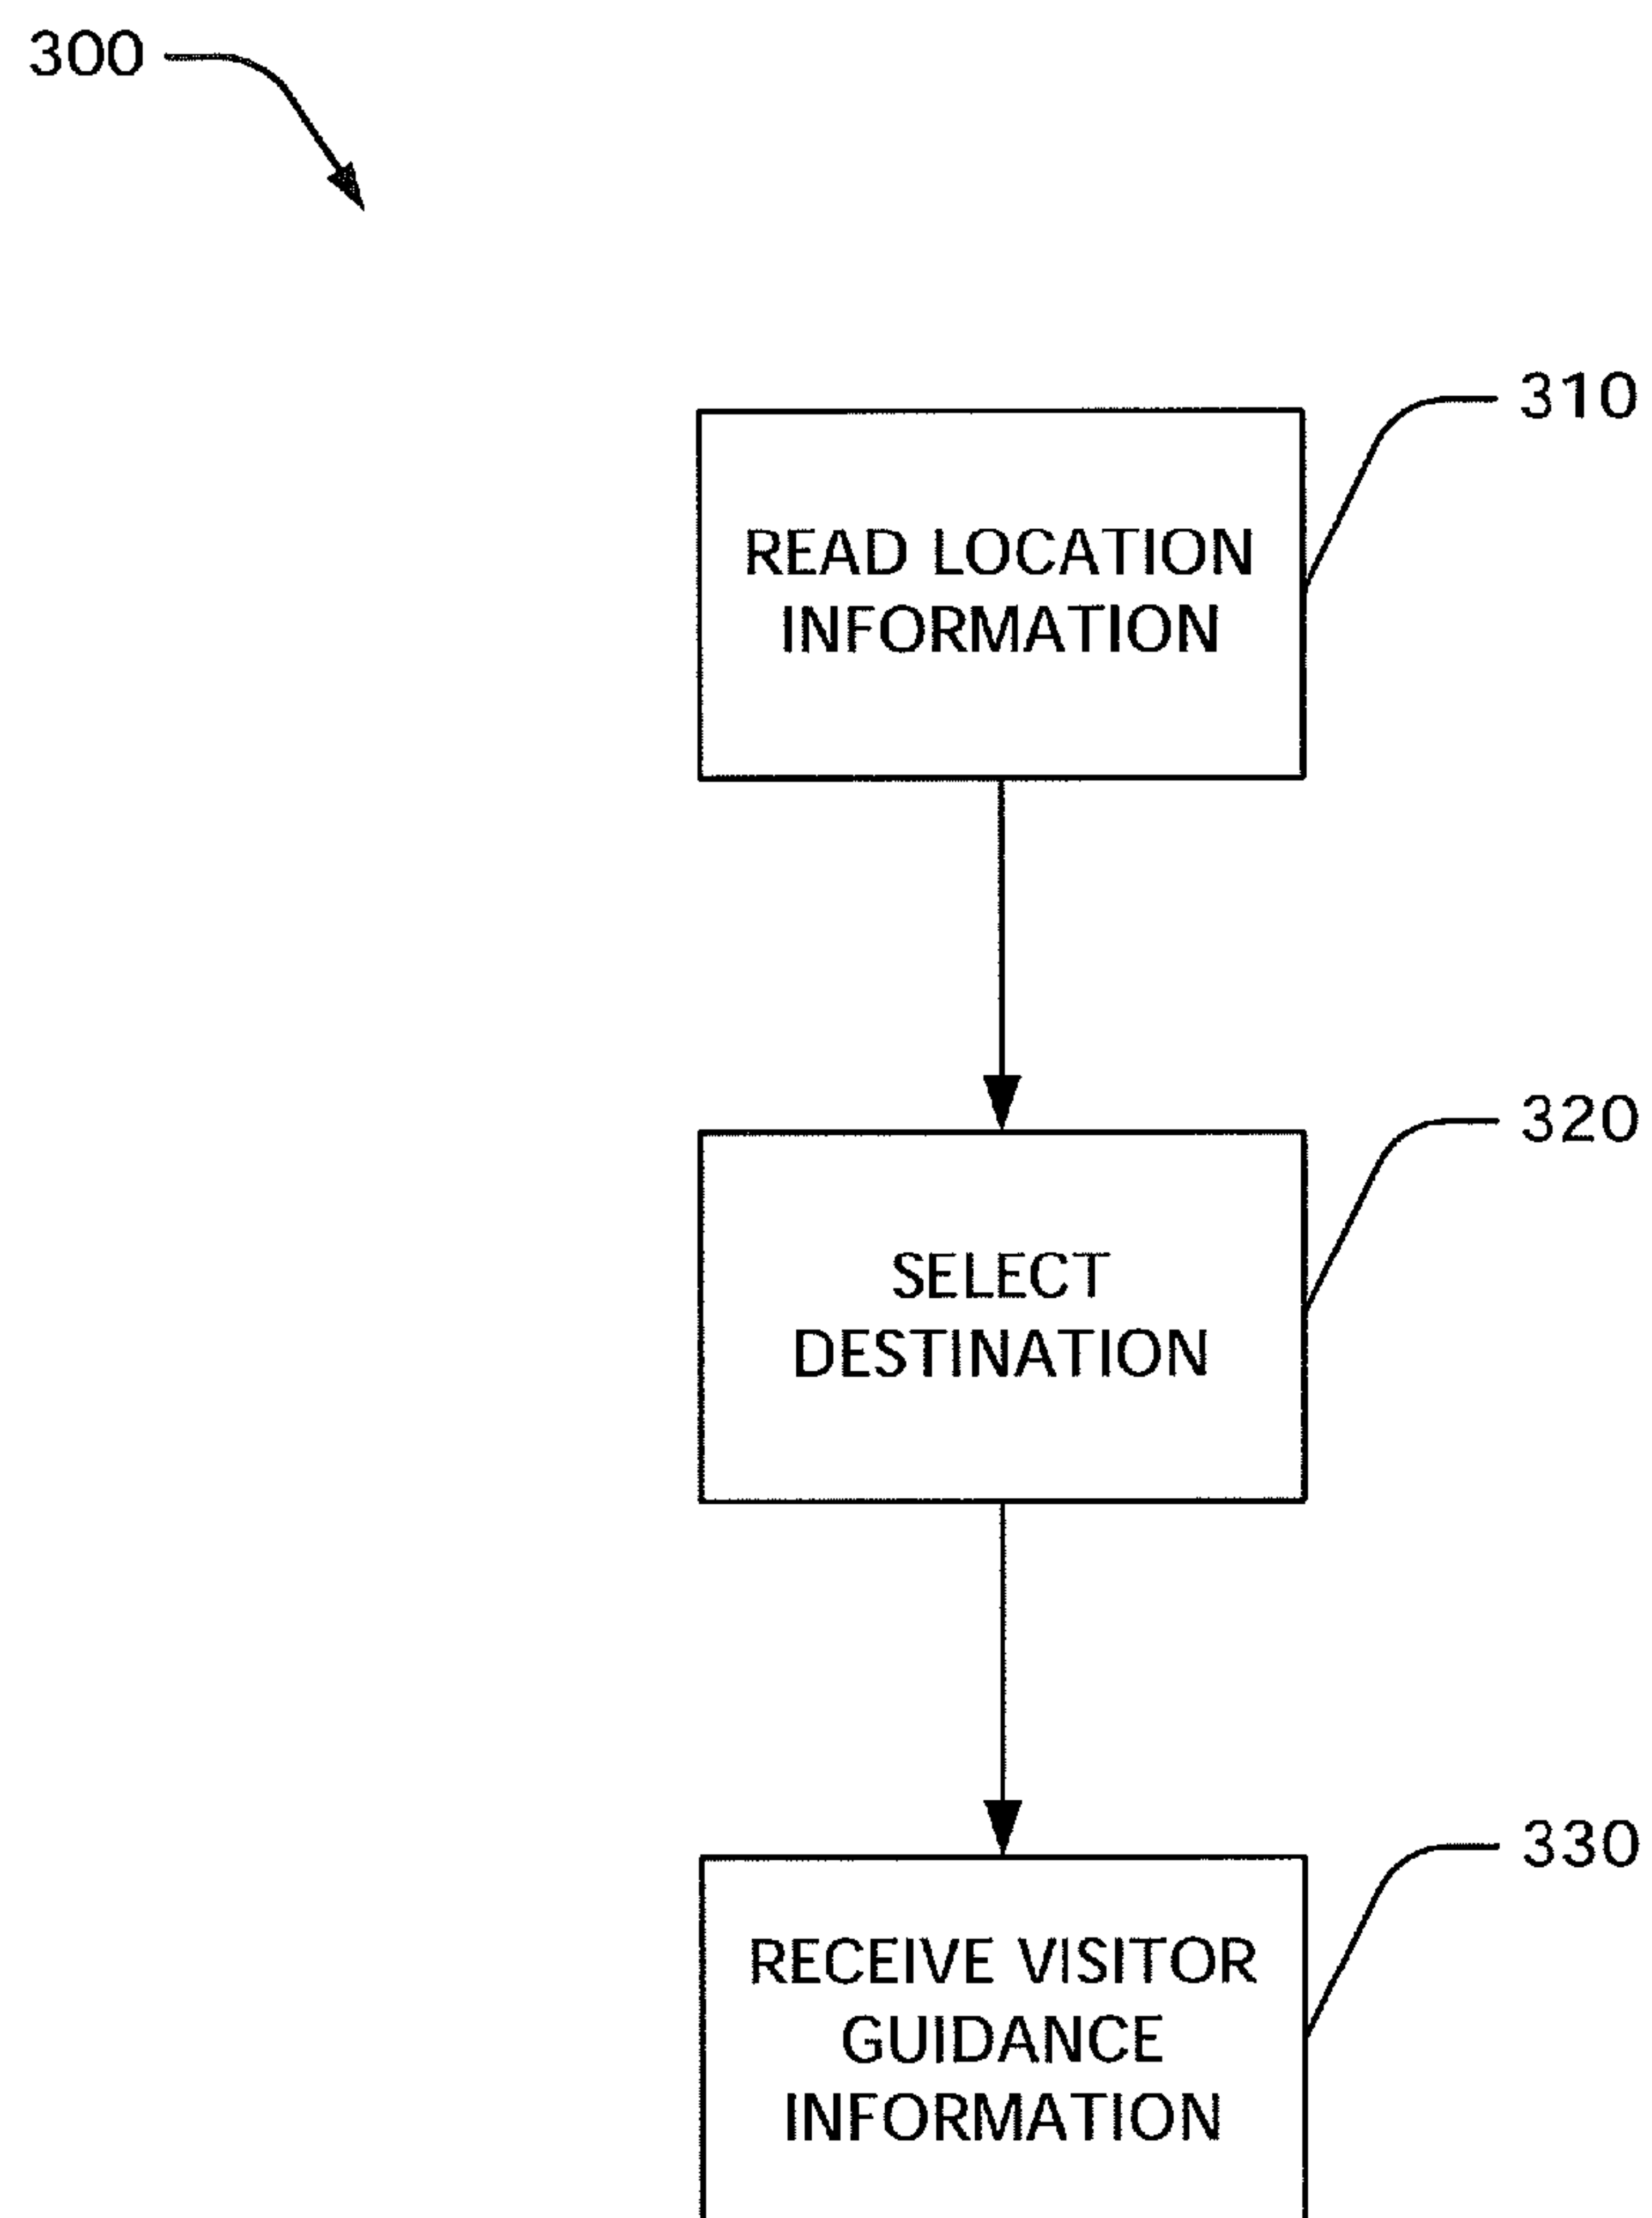 300
310
READ LOCATION
INFORMATION
320
SELECT
DESTINATION
330
RECEIVE VISITOR
GUIDANCE
INFORMATION